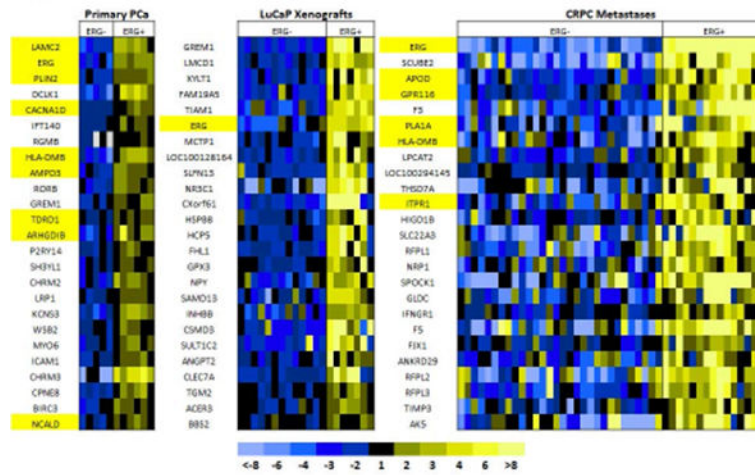 Primary PCa
LuCaP Xenografts
CRPC Metastases
ERG- ERG+
ERG- ERG+
ERG- ERG+
LAMC2 GREM1 ERG
ERG LMCD1 SCUBE2
PLIN2 XYLT1 APOD
DCLK1 FAM19A5 GPR116
CACNA1D TIAM1 F3
IFT140 ERG PLA1A
RGMB MCTP1 HLA-DMB
HLA-DMB LOC100128164 LPCAT2
AMPD3 SLFN13 LOC100294145
RORB NR3C1 THSD7A
GREM1 CXorf61 ITPR1
TDRD1 HSPB8 HIGD1B
ARHGDIB HCP5 SLC22A3
P2RY14 FHL1 RFPL1
SH3YL1 GPX3 NRP1
CHRM2 NPY SPOCK1
LRP1 SAMD13 GLDC
KCNS3 INHBB IFNGR1
WSB2 CSMD3 F5
MYO6 SULT1C2 FJX1
ICAM1 ANGPT2 ANKRD29
CHRM3 CLEC7A RFPL2
CPNE8 TGM2 RFPL3
BIRC3 ACER3 TIMP3
NCALD BBS2 AK5
<-8 -6 -4 -3 -2 1 2 3 4 6 >8